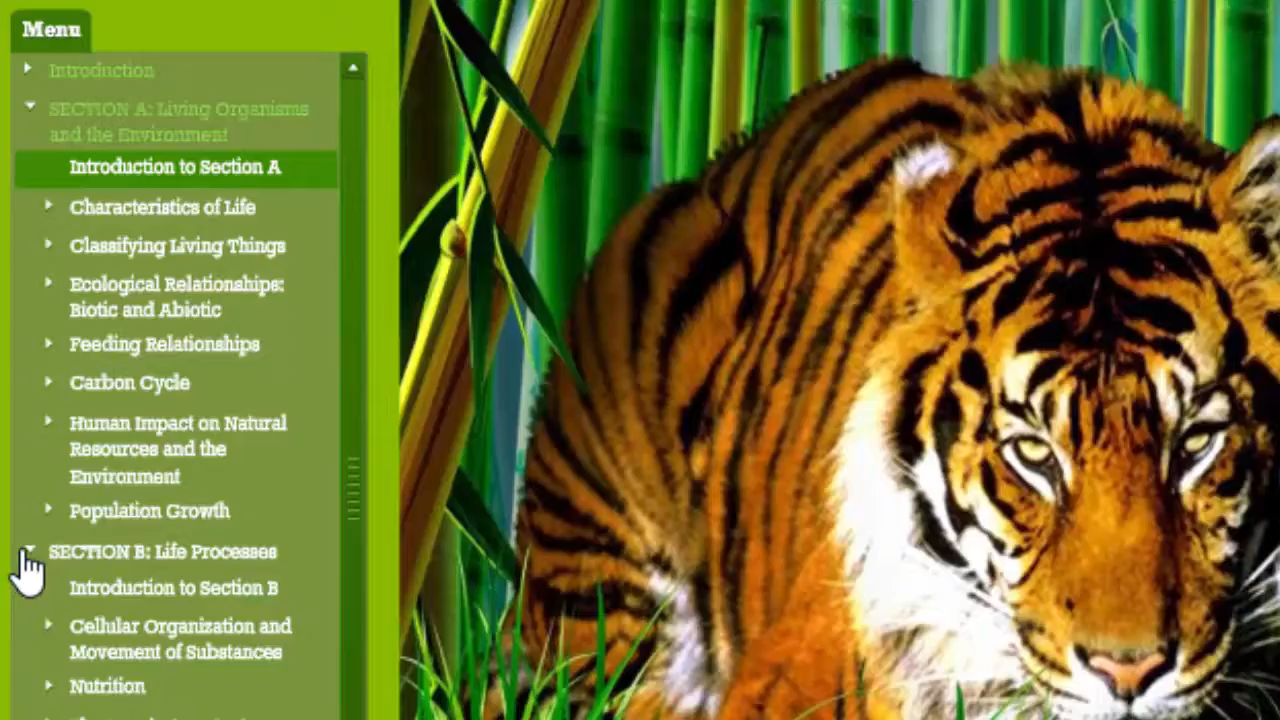 Menu
Introduction
SECTION A: Living Organisms
and the Environment
Introduction to Section A
Characteristics of Life
Classifying Living Things
Ecological Relationships:
Biotic and Abiotic
Feeding Relationships
Carbon Cycle
Human Impact on Natural
Resources and the
Environment
Population Growth
SECTION B: Life Processes
Introduction to Section B
Cellular Organization and
Movement of Substances
Nutrition